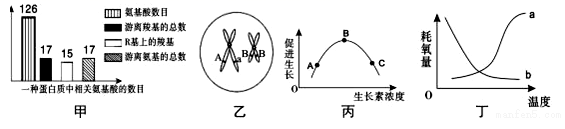 126
17
15
17
氨基酸数目
游离羧基的总数
R基上的羧基
游离氨基的总数
一种蛋白质中相关氨基酸的数目
甲
A
a
B
B
乙
促进生长
A
B
C
O
生长素浓度
丙
耗氧量
a
b
O
温度
丁